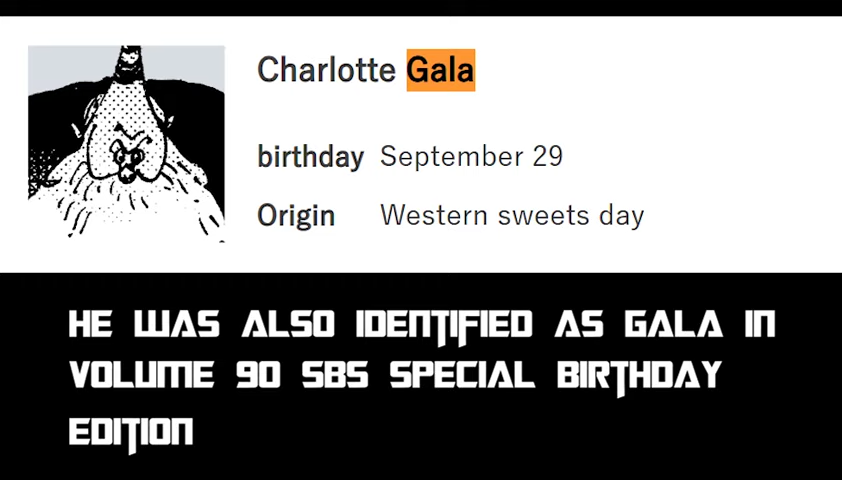 Charlotte Gala
birthday September 29
Origin Western sweets day
HE WAS ALSO IDENTIFIED AS GALA IN
VOLUME 90 SBS SPECIAL BIRTHDAY
EDITION